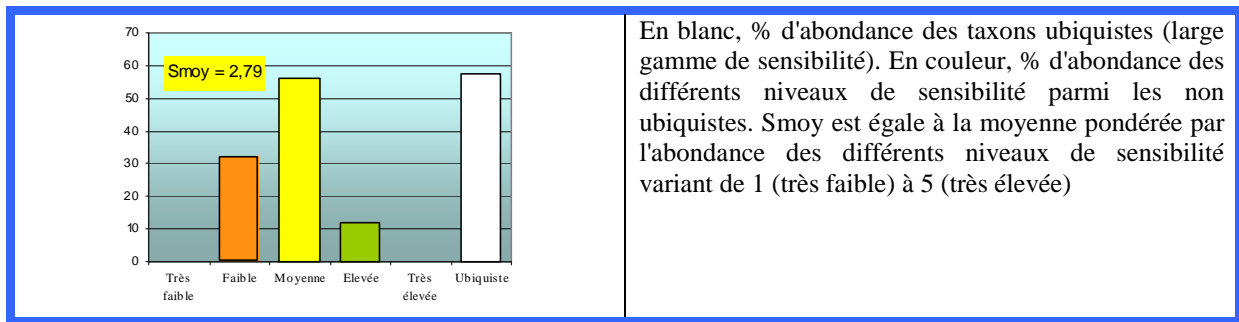 70
60
50
40
30
20
10
0
Smoy = 2,79
Très faible
Faible
Moyenne
Elevée
Très élevée
Ubiquiste
En blanc, % d'abondance des taxons ubiquistes (large
gamme de sensibilité). En couleur, % d'abondance des
différents niveaux de sensibilité parmi les non
ubiquistes. Smoy est égale à la moyenne pondérée par
l'abondance des différents niveaux de sensibilité
variant de 1 (très faible) à 5 (très élevée)